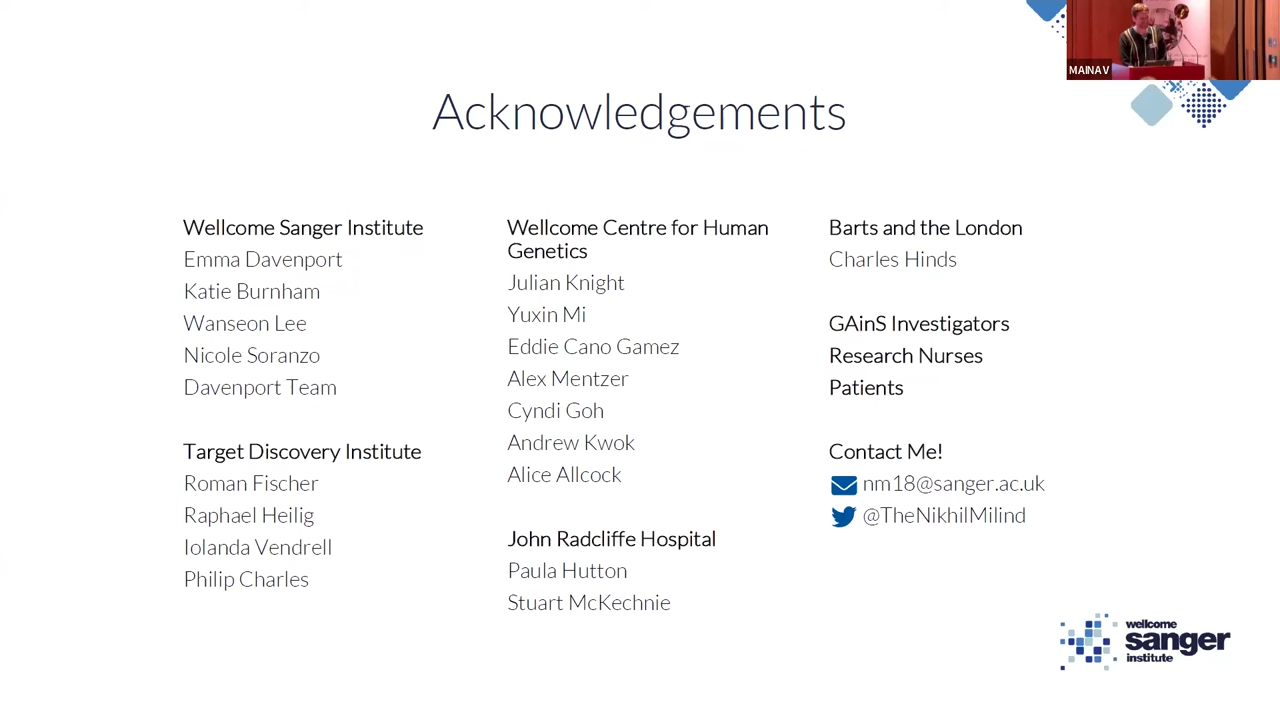 MAIN AV
Acknowledgements
Wellcome Sanger Institute
Emma Davenport
Katie Burnham
Wanseon Lee
Nicole Soranzo
Davenport Team
Target Discovery Institute
Roman Fischer
Raphael Heilig
Iolanda Vendrell
Philip Charles
Wellcome Centre for Human
Genetics
Julian Knight
Yuxin Mi
Eddie Cano Gamez
Alex Mentzer
Cyndi Goh
Andrew Kwok
Alice Allcock
John Radcliffe Hospital
Paula Hutton
Stuart McKechnie
Barts and the London
Charles Hinds
GAinS Investigators
Research Nurses
Patients
Contact Me!
nm18@sanger.ac.uk
@TheNikhilMilind
wellcome
sanger
institute